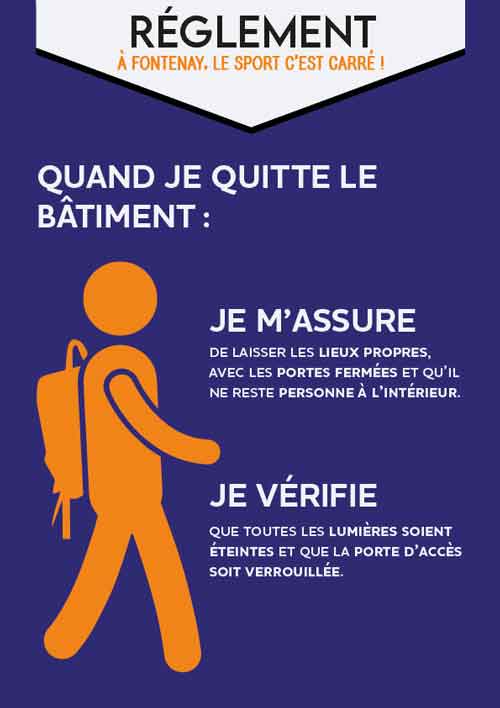 RÉGLEMENT
À FONTENAY, LE SPORT C'EST CARRÉ !
QUAND JE QUITTE LE
BÂTIMENT :
JE M'ASSURE
DE LAISSER LES LIEUX PROPRES,
AVEC LES PORTES FERMÉES ET QU'IL
NE RESTE PERSONNE À L'INTÉRIEUR.
JE VÉRIFIE
QUE TOUTES LES LUMIÈRES SOIENT
ÉTEINTES ET QUE LA PORTE D'ACCÈS
SOIT VERROUILLÉE.